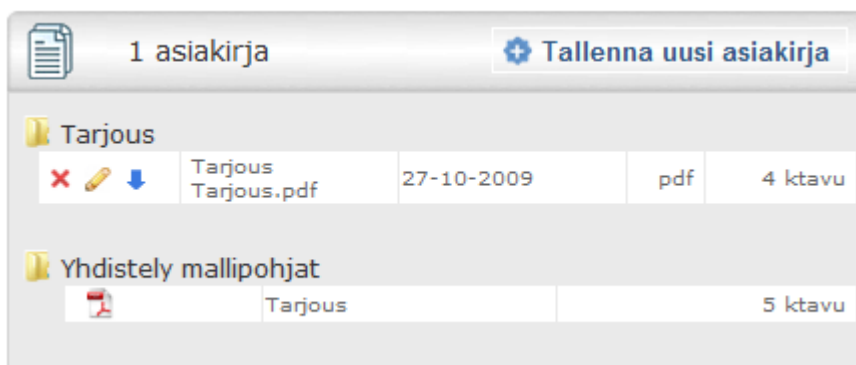 1 asiakirja Tallenna uusi asiakirja
Tarjous
Tarjous
Tarjous.pdf 27-10-2009 pdf 4 ktavu
Yhdistely mallipohjat
Tarjous 5 ktavu